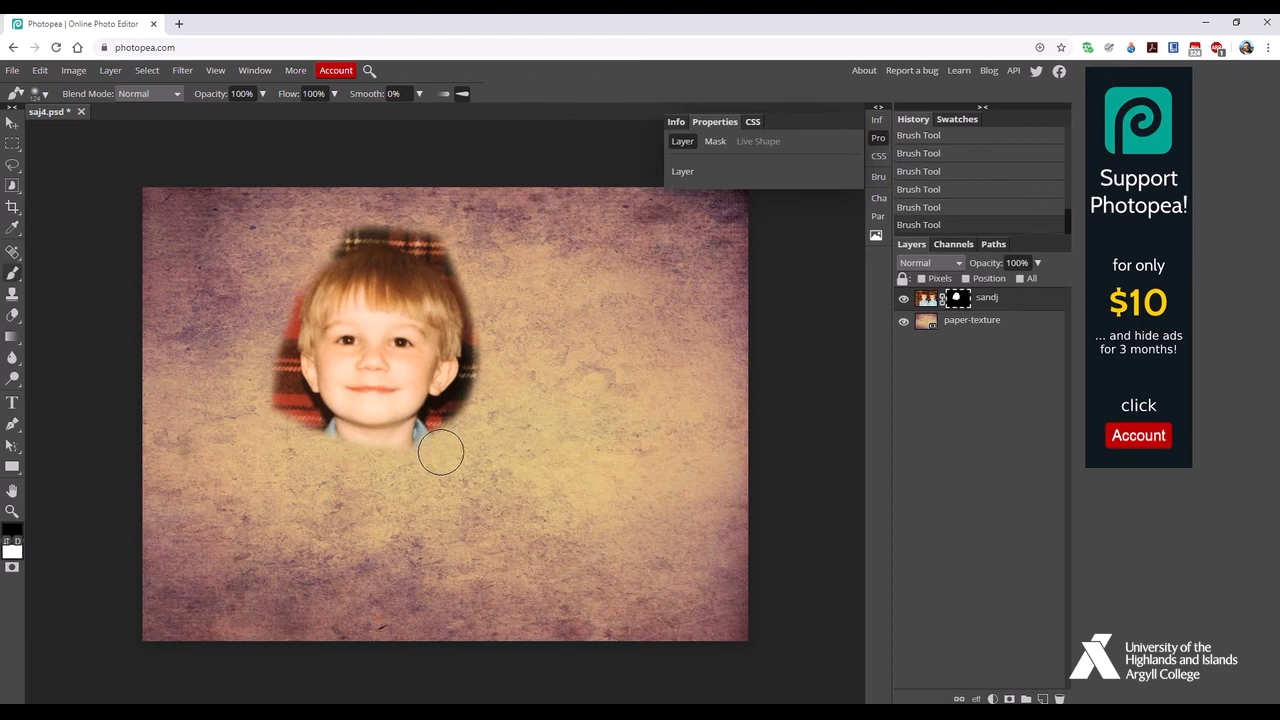 Photopea | Online Photo Editor
photopea.com
File Edit Image Layer Select Filter View Window More Account
About Report a bug Learn Blog API
124 Blend Mode: Normal Opacity: 100% Flow: 100% Smooth: 0%
saj4.psd *
Info Properties CSS
Layer Mask Live Shape
Layer
Inf
Pro
CSS
Bru
Cha
Par
History Swatches
Brush Tool
Brush Tool
Brush Tool
Brush Tool
Brush Tool
Brush Tool
Layers Channels Paths
Normal Opacity: 100%
Pixels Position All
sandj
paper-texture
eff
D
Support
Photopea!
for only
$10
... and hide ads
for 3 months!
click
Account
University of the
Highlands and Islands
Argyll College